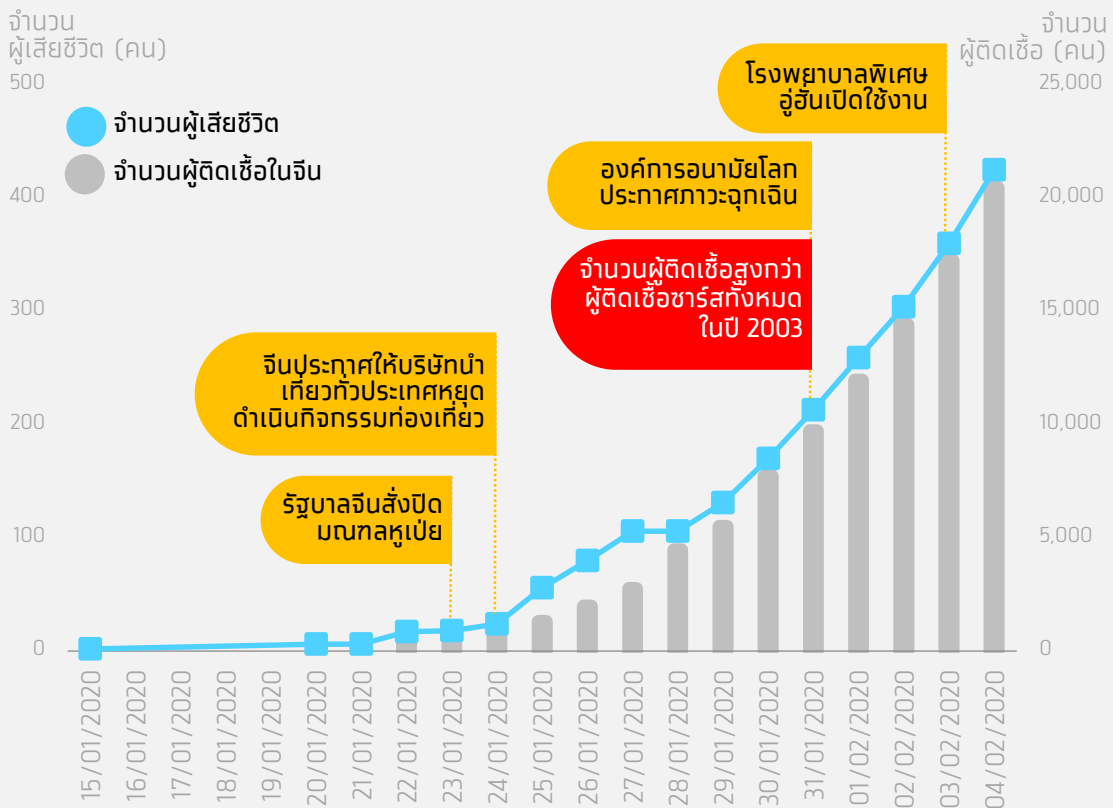 จำนวน
ผู้เสียชีวิต (คน)
จำนวน
ผู้ติดเชื้อ (คน)
500
400
300
200
100
0
25,000
20,000
15,000
10,000
5,000
0
จำนวนผู้เสียชีวิต
จำนวนผู้ติดเชื้อในจีน
โรงพยาบาลพิเศษ
อู่ฮั่นเปิดใช้งาน
องค์การอนามัยโลก
ประกาศภาวะฉุกเฉิน
จำนวนผู้ติดเชื้อสูงกว่า
ผู้ติดเชื้อซาร์สทั้งหมด
ในปี 2003
จีนประกาศให้บริษัทนำ
เที่ยวทั่วประเทศหยุด
ดำเนินกิจกรรมท่องเที่ยว
รัฐบาลจีนสั่งปิด
มณฑลหูเป่ย
15/01/2020
16/01/2020
17/01/2020
18/01/2020
19/01/2020
20/01/2020
21/01/2020
22/01/2020
23/01/2020
24/01/2020
25/01/2020
26/01/2020
27/01/2020
28/01/2020
29/01/2020
30/01/2020
31/01/2020
01/02/2020
02/02/2020
03/02/2020
04/02/2020